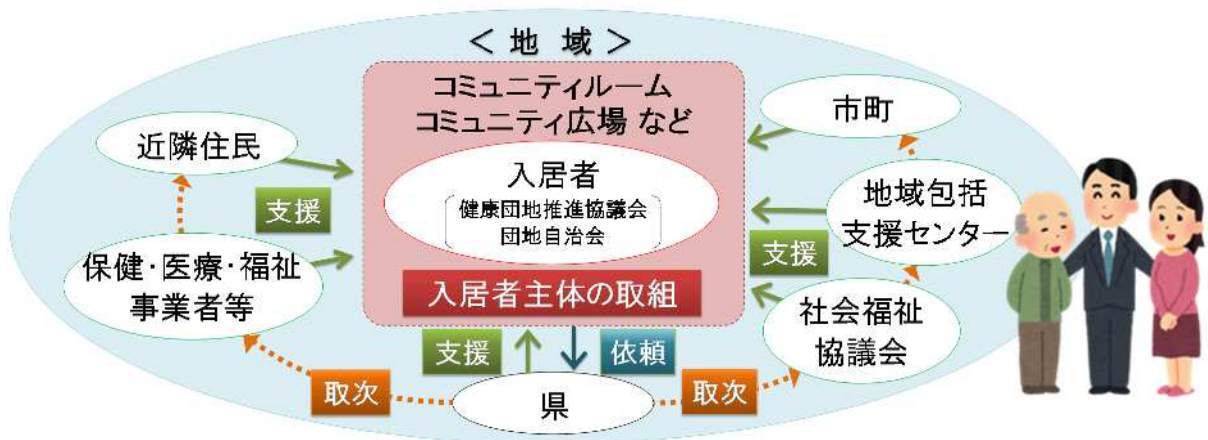 ＜ 地 域 ＞
コミュニティルーム
コミュニティ広場 など
入居者
健康団地推進協議会
団地自治会
入居者主体の取組
近隣住民
支援
保健・医療・福祉
事業者等
市町
地域包括
支援センター
支援
社会福祉
協議会
支援
依頼
取次
県
取次